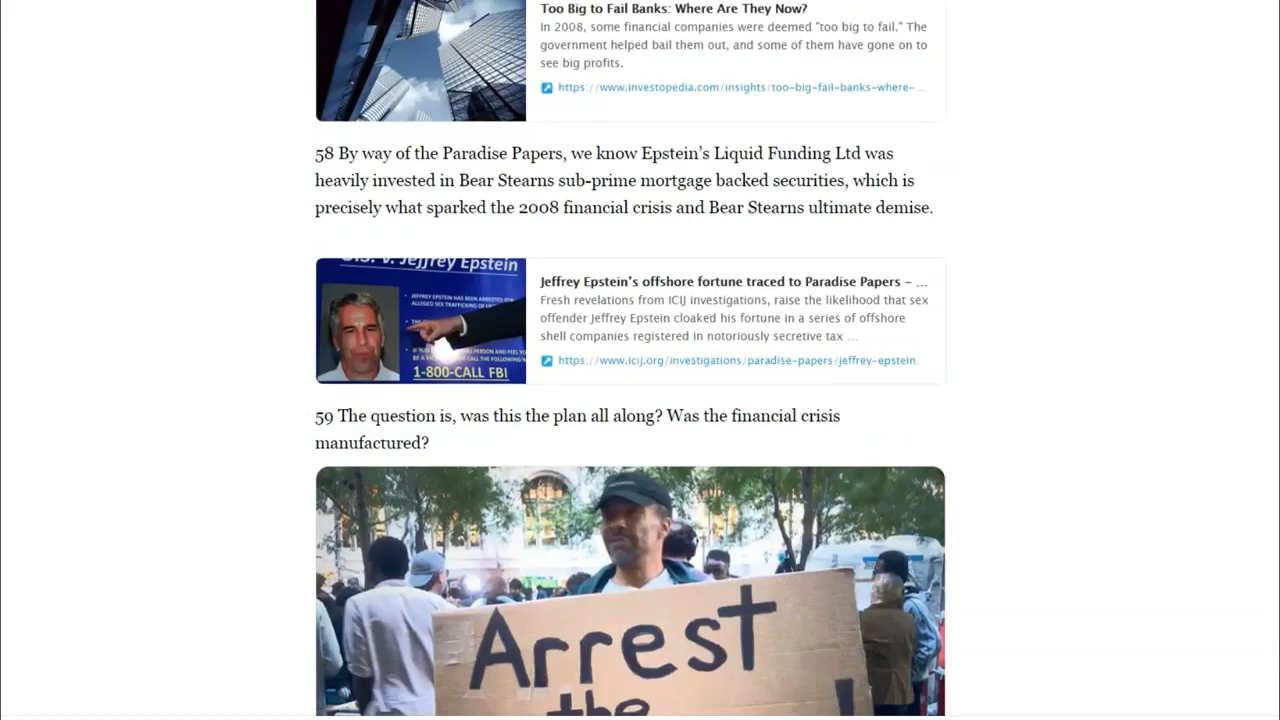 Too Big to Fail Banks: Where Are They Now?
In 2008, some financial companies were deemed "too big to fail." The
government helped bail them out, and some of them have gone on to
see big profits.
https://www.investopedia.com/insights/too-big-fail-banks-where-...
58 By way of the Paradise Papers, we know Epstein's Liquid Funding Ltd was
heavily invested in Bear Stearns sub-prime mortgage backed securities, which is
precisely what sparked the 2008 financial crisis and Bear Stearns ultimate demise.
v. Jeffrey Epstein
JEFFREY EPSTEIN HAS BEEN ARRESTED FOR
ALLEGED SEX TRAFFICKING OF
1-800-CALL FBI
Jeffrey Epstein's offshore fortune traced to Paradise Papers – ...
Fresh revelations from ICIJ investigations, raise the likelihood that sex
offender Jeffrey Epstein cloaked his fortune in a series of offshore
shell companies registered in notoriously secretive tax ...
https://www.icij.org/investigations/paradise-papers/jeffrey-epstein.
59 The question is, was this the plan all along? Was the financial crisis
manufactured?
Arrest
the
!